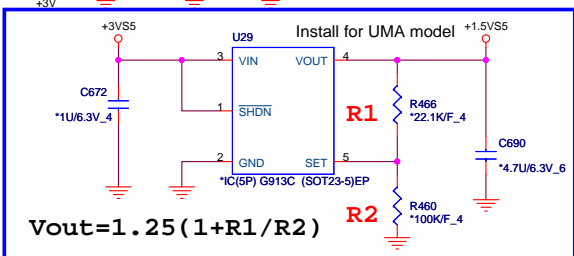 +3V
+3VS5
U29
Install for UMA model
+1.5VS5
3
VIN
VOUT
4
C672
*1U/6.3V_4
1
SHDN
R1
R466
*22.1K/F_4
C690
*4.7U/6.3V_6
2
GND
SET
5
*IC(5P) G913C (SOT23-5)EP
R2
R460
*100K/F_4
Vout=1.25(1+R1/R2)